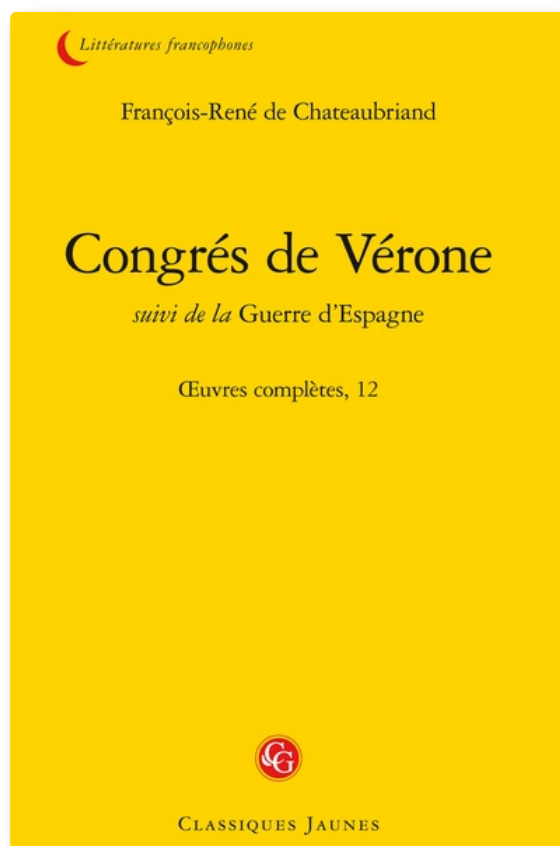 Littératures francophones
François-René de Chateaubriand
Congrés de Vérone
suivi de la Guerre d'Espagne
Œuvres complètes, 12
CG
CLASSIQUES JAUNES